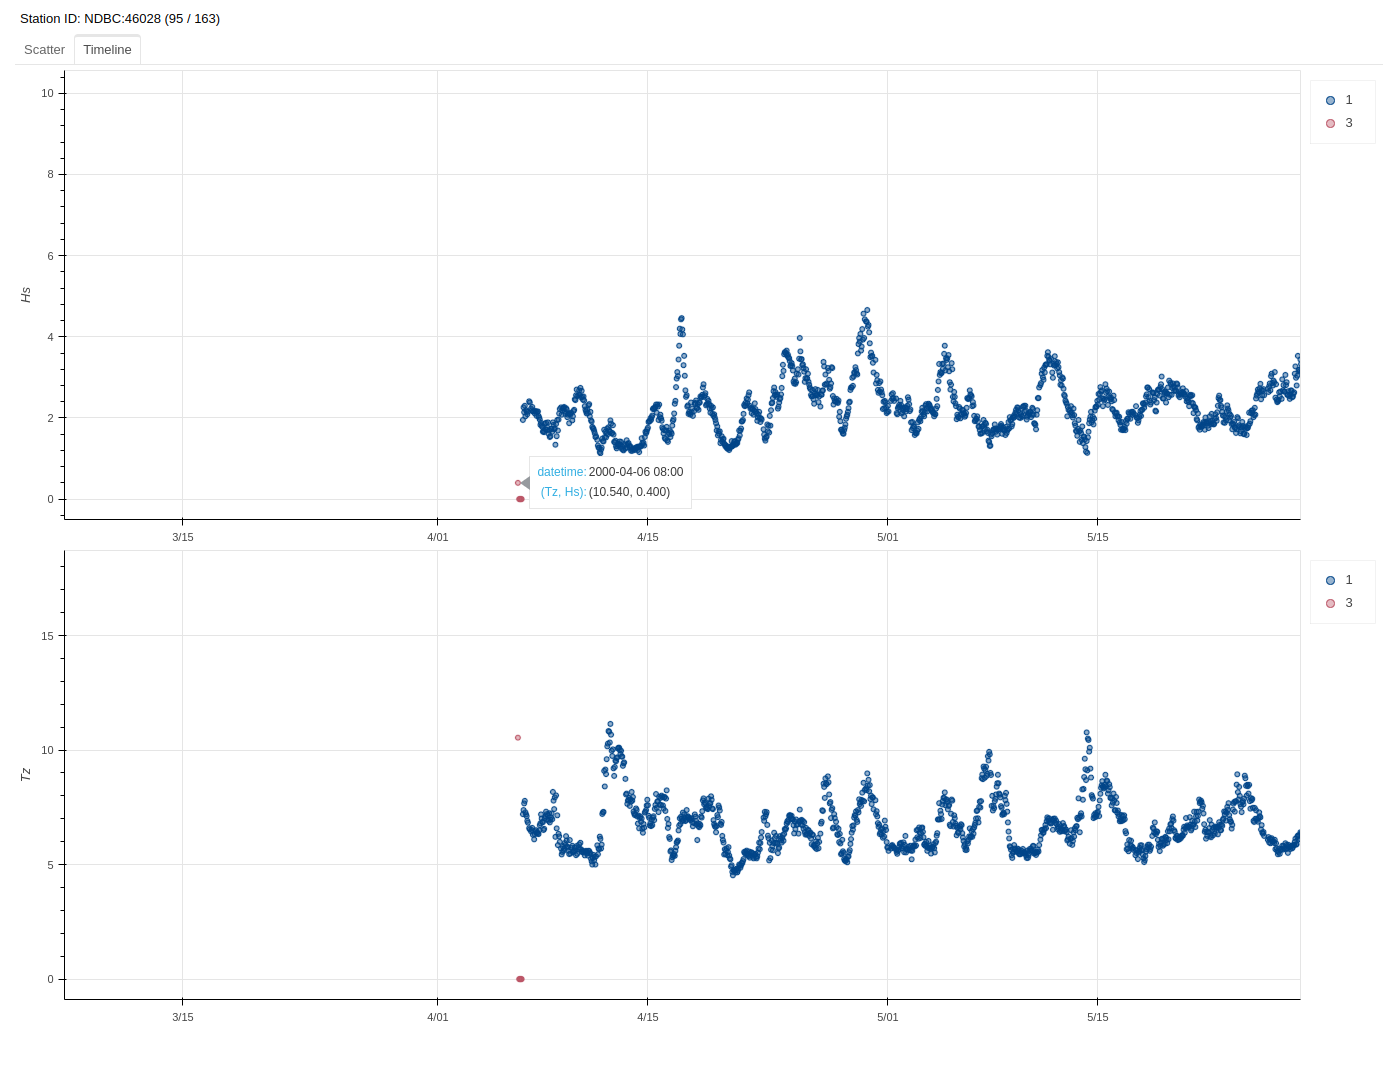 Station ID: NDBC:46028 (95 / 163)
Scatter Timeline
10
8
6
4
2
0
Hs
1
3
datetime: 2000-04-06 08:00
(Tz, Hs): (10.540, 0.400)
3/15 4/01 4/15 5/01 5/15
15
10
5
0
Tz
1
3
3/15 4/01 4/15 5/01 5/15